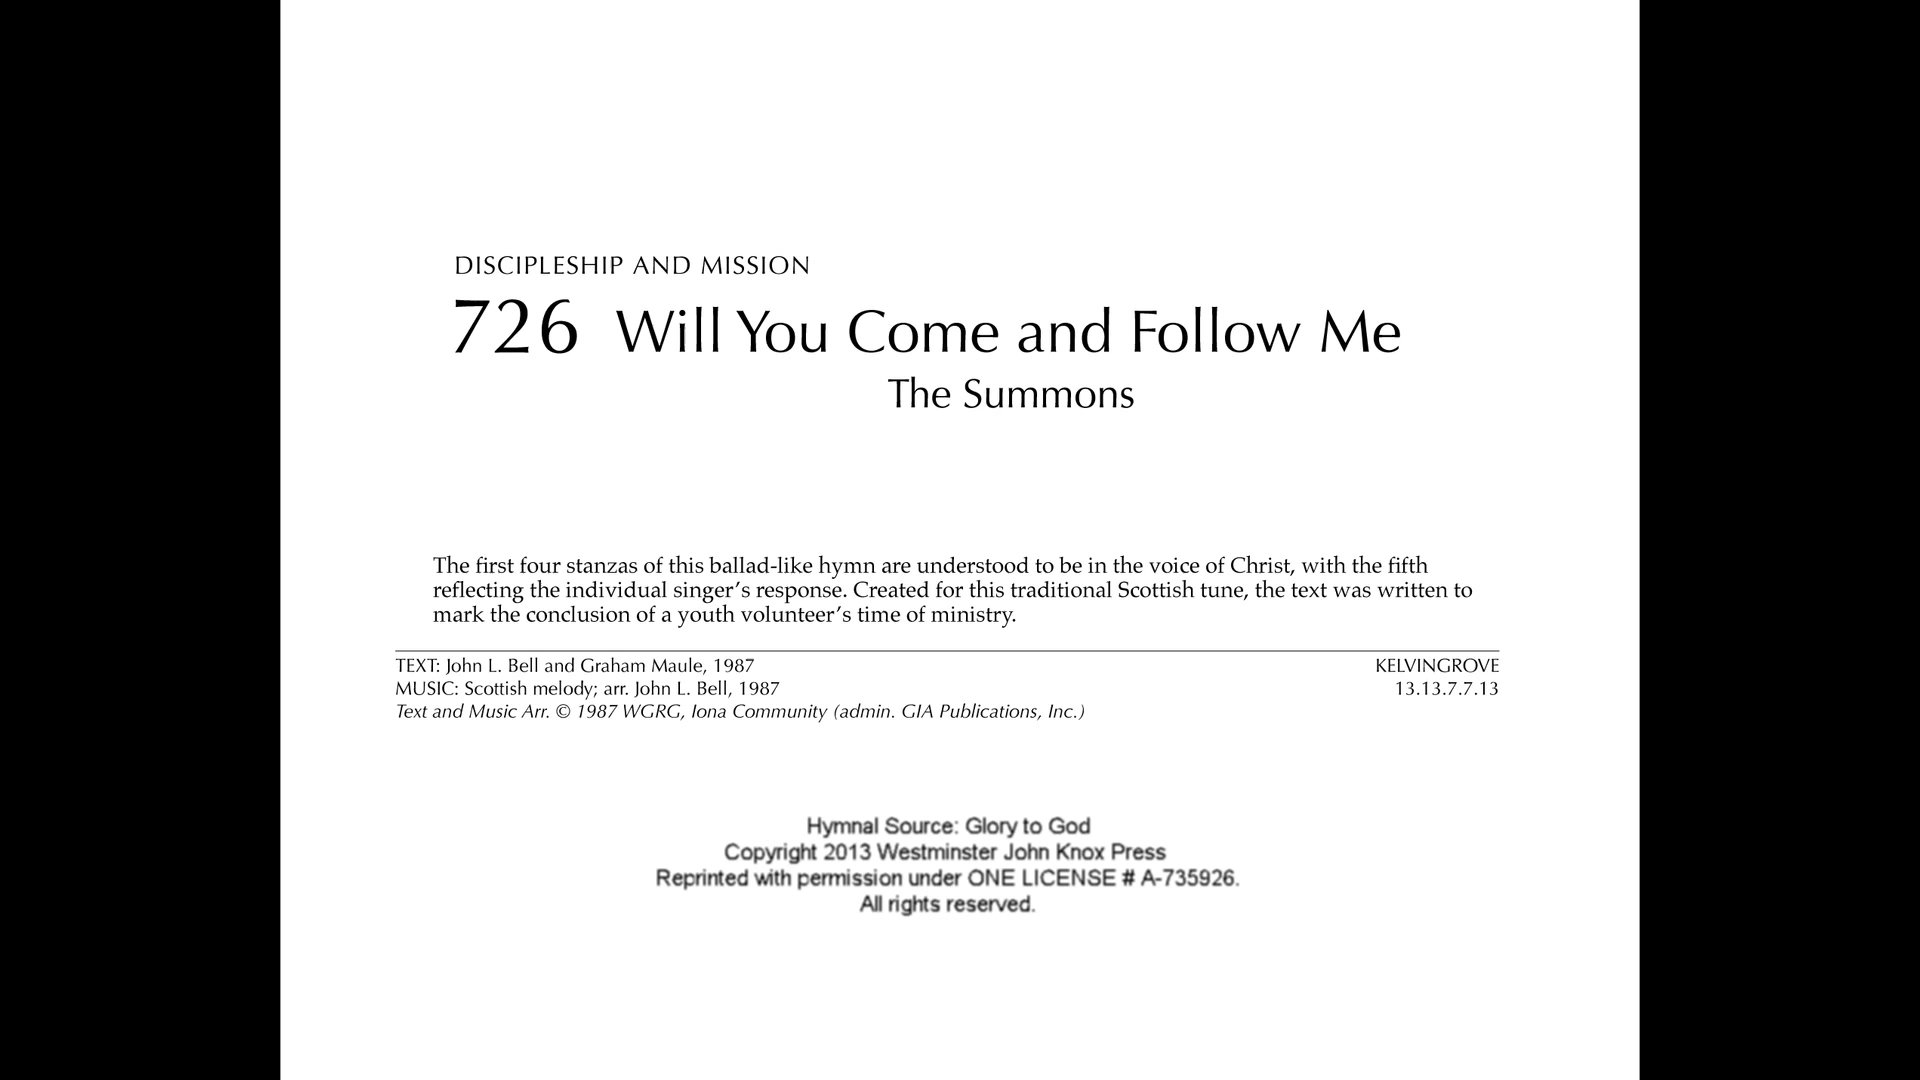 DISCIPLESHIP AND MISSION
726 Will You Come and Follow Me
The Summons
The first four stanzas of this ballad-like hymn are understood to be in the voice of Christ, with the fifth
reflecting the individual singer’s response. Created for this traditional Scottish tune, the text was written to
mark the conclusion of a youth volunteer’s time of ministry.
TEXT: John L. Bell and Graham Maule, 1987 KELVINGROVE
MUSIC: Scottish melody; arr. John L. Bell, 1987 13.13.7.7.13
Text and Music Arr. © 1987 WGRG, Iona Community (admin. GIA Publications, Inc.)
Hymnal Source: Glory to God
Copyright 2013 Westminster John Knox Press
Reprinted with permission under ONE LICENSE # A-735926.
All rights reserved.